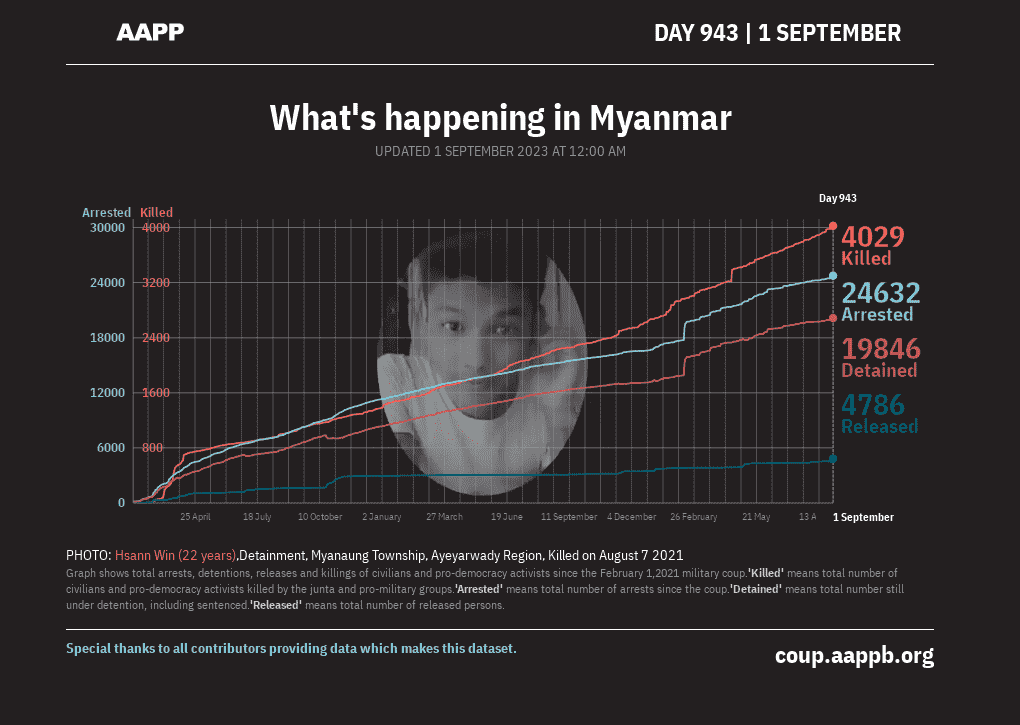 AAPP
DAY 943 | 1 SEPTEMBER
What's happening in Myanmar
UPDATED 1 SEPTEMBER 2023 AT 12:00 AM
Day 943
Arrested Killed
30000 4000
24000 3200
18000 2400
12000 1600
6000 800
0
4029
Killed
24632
Arrested
19846
Detained
4786
Released
25 April 18 July 10 October 2 January 27 March 19 June 11 September 4 December 26 February 21 May 13 A 1 September
PHOTO: Hsann Win (22 years),Detainment, Myanaung Township, Ayeyarwady Region, Killed on August 7 2021
Graph shows total arrests, detentions, releases and killings of civilians and pro-democracy activists since the February 1,2021 military coup.'Killed' means total number of
civilians and pro-democracy activists killed by the junta and pro-military groups.'Arrested' means total number of arrests since the coup.'Detained' means total number still
under detention, including sentenced.'Released' means total number of released persons.
Special thanks to all contributors providing data which makes this dataset.
coup.aappb.org